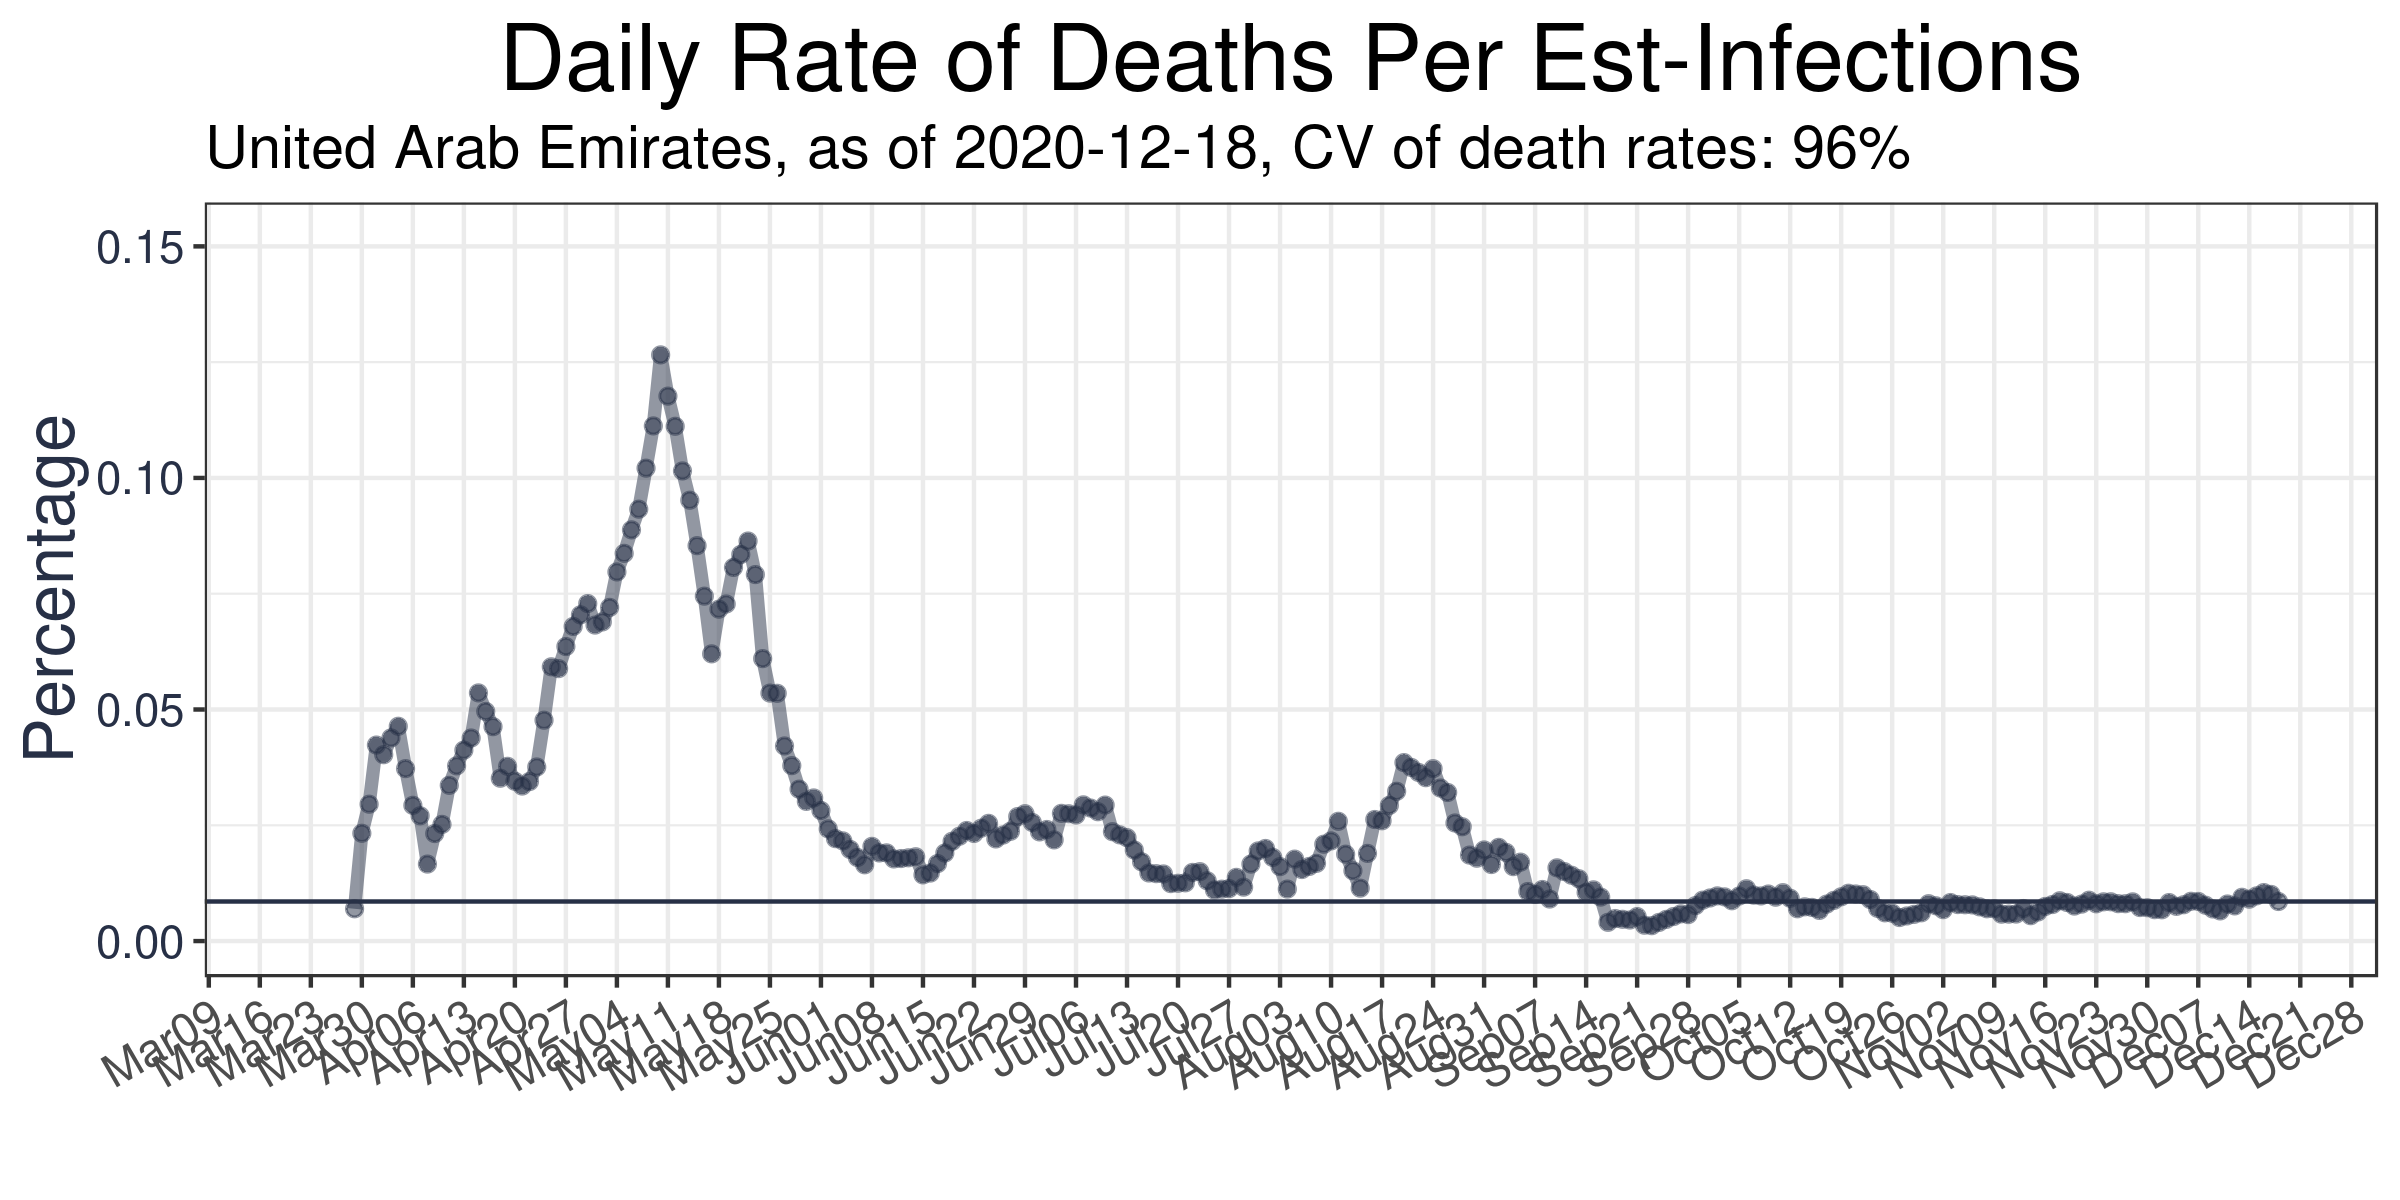 Daily Rate of Deaths Per Est-Infections
United Arab Emirates, as of 2020-12-18, CV of death rates: 96%
Percentage
0.15
0.10
0.05
0.00
Mar09
Mar16
Mar23
Mar30
Apr06
Apr13
Apr20
Apr27
May04
May11
May18
May25
Jun01
Jun08
Jun15
Jun22
Jun29
Jul06
Jul13
Jul20
Jul27
Aug03
Aug10
Aug17
Aug24
Aug31
Sep07
Sep14
Sep21
Sep28
Oct05
Oct12
Oct19
Oct26
Nov02
Nov09
Nov16
Nov23
Nov30
Dec07
Dec14
Dec21
Dec28